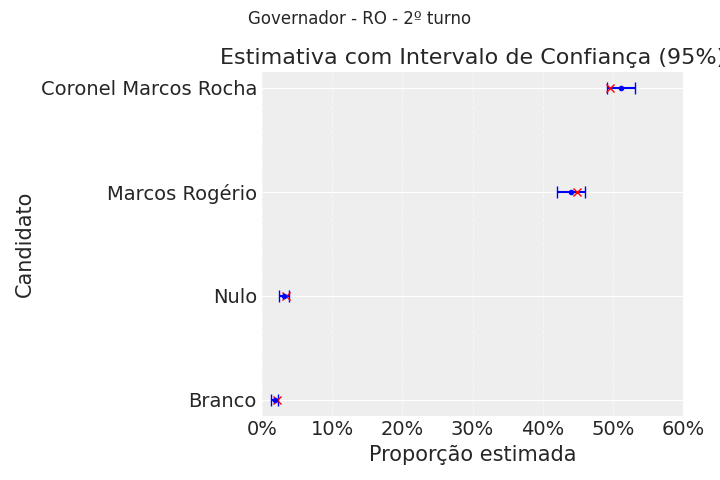 Governador - RO - 2º turno
Estimativa com Intervalo de Confiança (95%)
Coronel Marcos Rocha
Marcos Rogério
Nulo
Branco
Candidato
0% 10% 20% 30% 40% 50% 60%
Proporção estimada